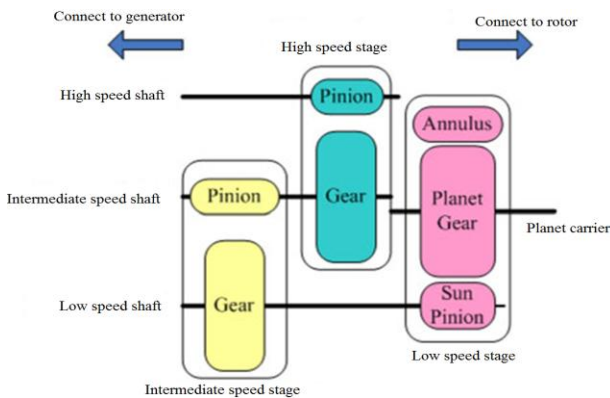 Connect to generator
Connect to rotor
High speed stage
High speed shaft
Pinion
Annulus
Intermediate speed shaft
Pinion
Gear
Planet
Gear
Planet carrier
Low speed shaft
Gear
Sun
Pinion
Low speed stage
Intermediate speed stage